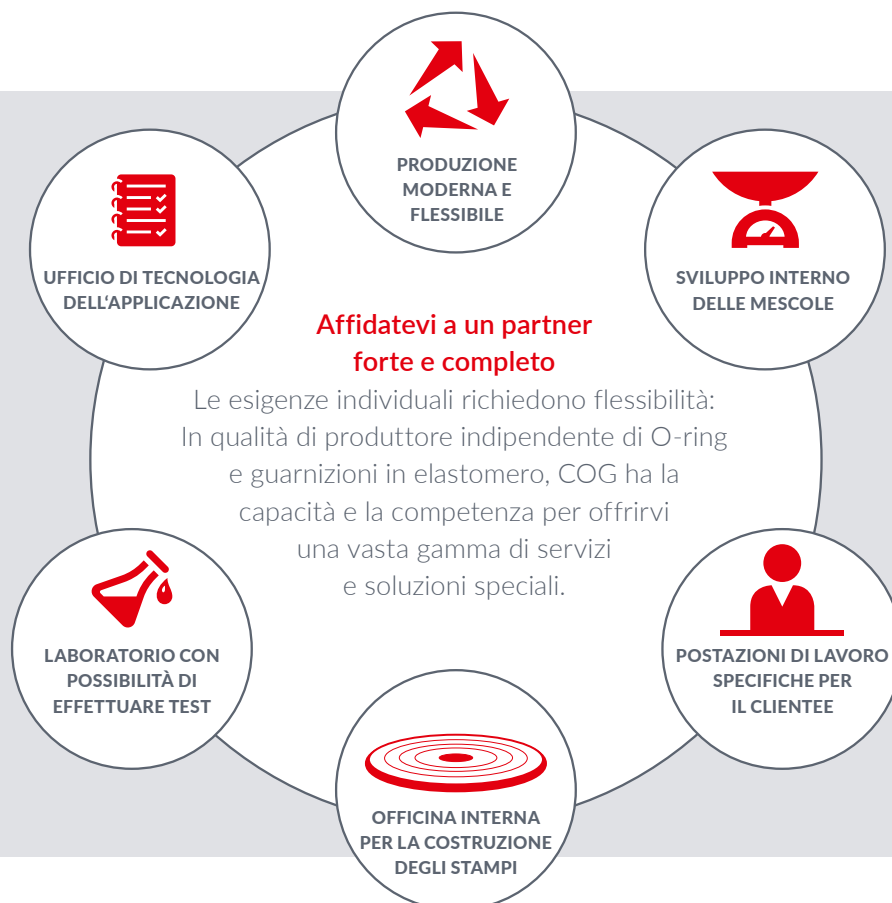 PRODUZIONE
MODERNA E
FLESSIBILE
UFFICIO DI TECNOLOGIA
DELL‘APPLICAZIONE
SVILUPPO INTERNO
DELLE MESCOLE
Affidatevi a un partner
forte e completo
Le esigenze individuali richiedono flessibilità:
In qualità di produttore indipendente di O-ring
e guarnizioni in elastomero, COG ha la
capacità e la competenza per offrirvi
una vasta gamma di servizi
e soluzioni speciali.
LABORATORIO CON
POSSIBILITÀ DI
EFFETTUARE TEST
POSTAZIONI DI LAVORO
SPECIFICHE PER
IL CLIENTEE
OFFICINA INTERNA
PER LA COSTRUZIONE
DEGLI STAMPI